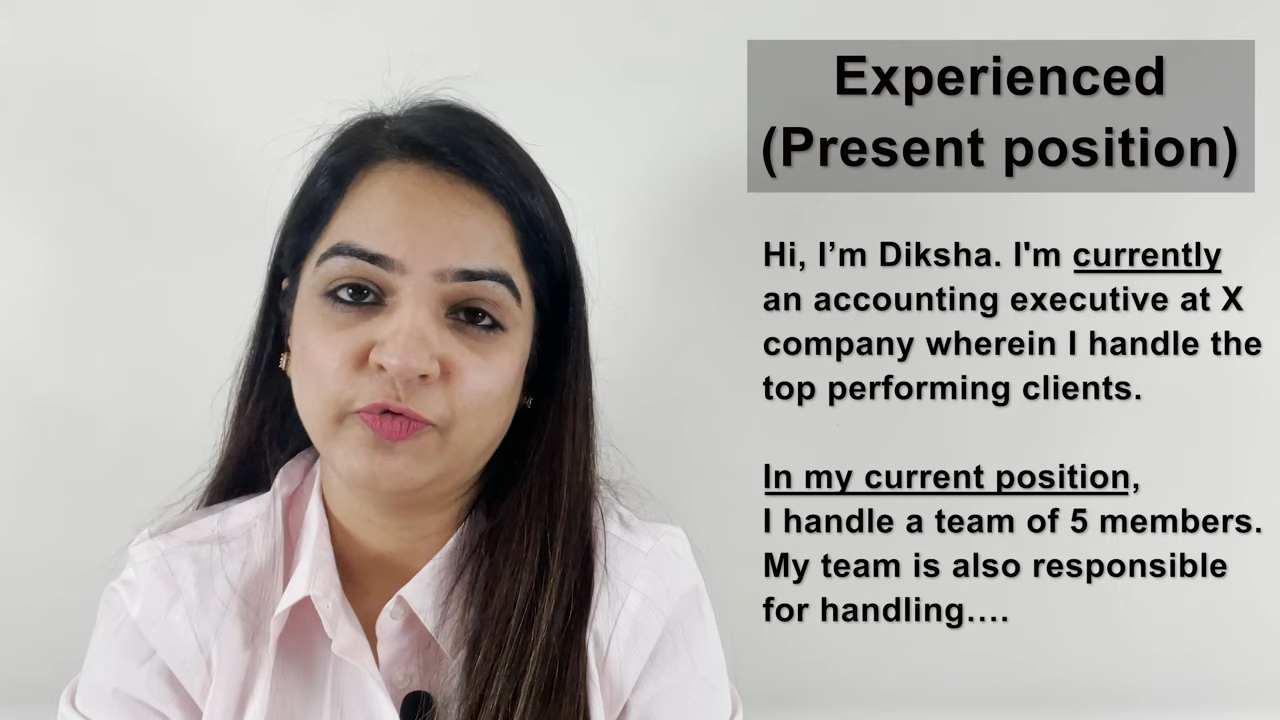 Experienced
(Present position)
Hi, I’m Diksha. I'm currently
an accounting executive at X
company wherein I handle the
top performing clients.
In my current position,
I handle a team of 5 members.
My team is also responsible
for handling....